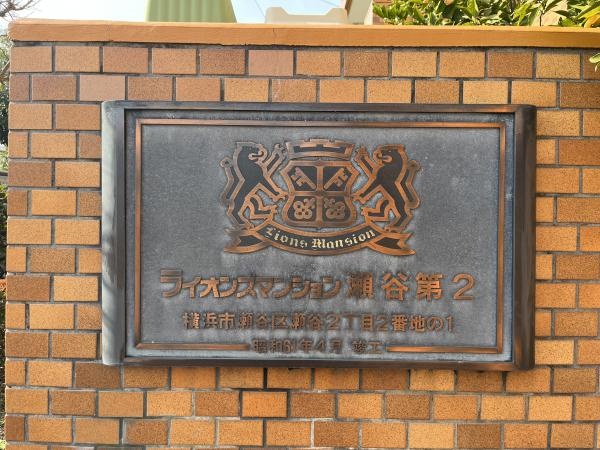 Lions Mansion
ライオンズマンション瀬谷第2
横浜市瀬谷区瀬谷2丁目2番地の1
昭和61年4月 竣工